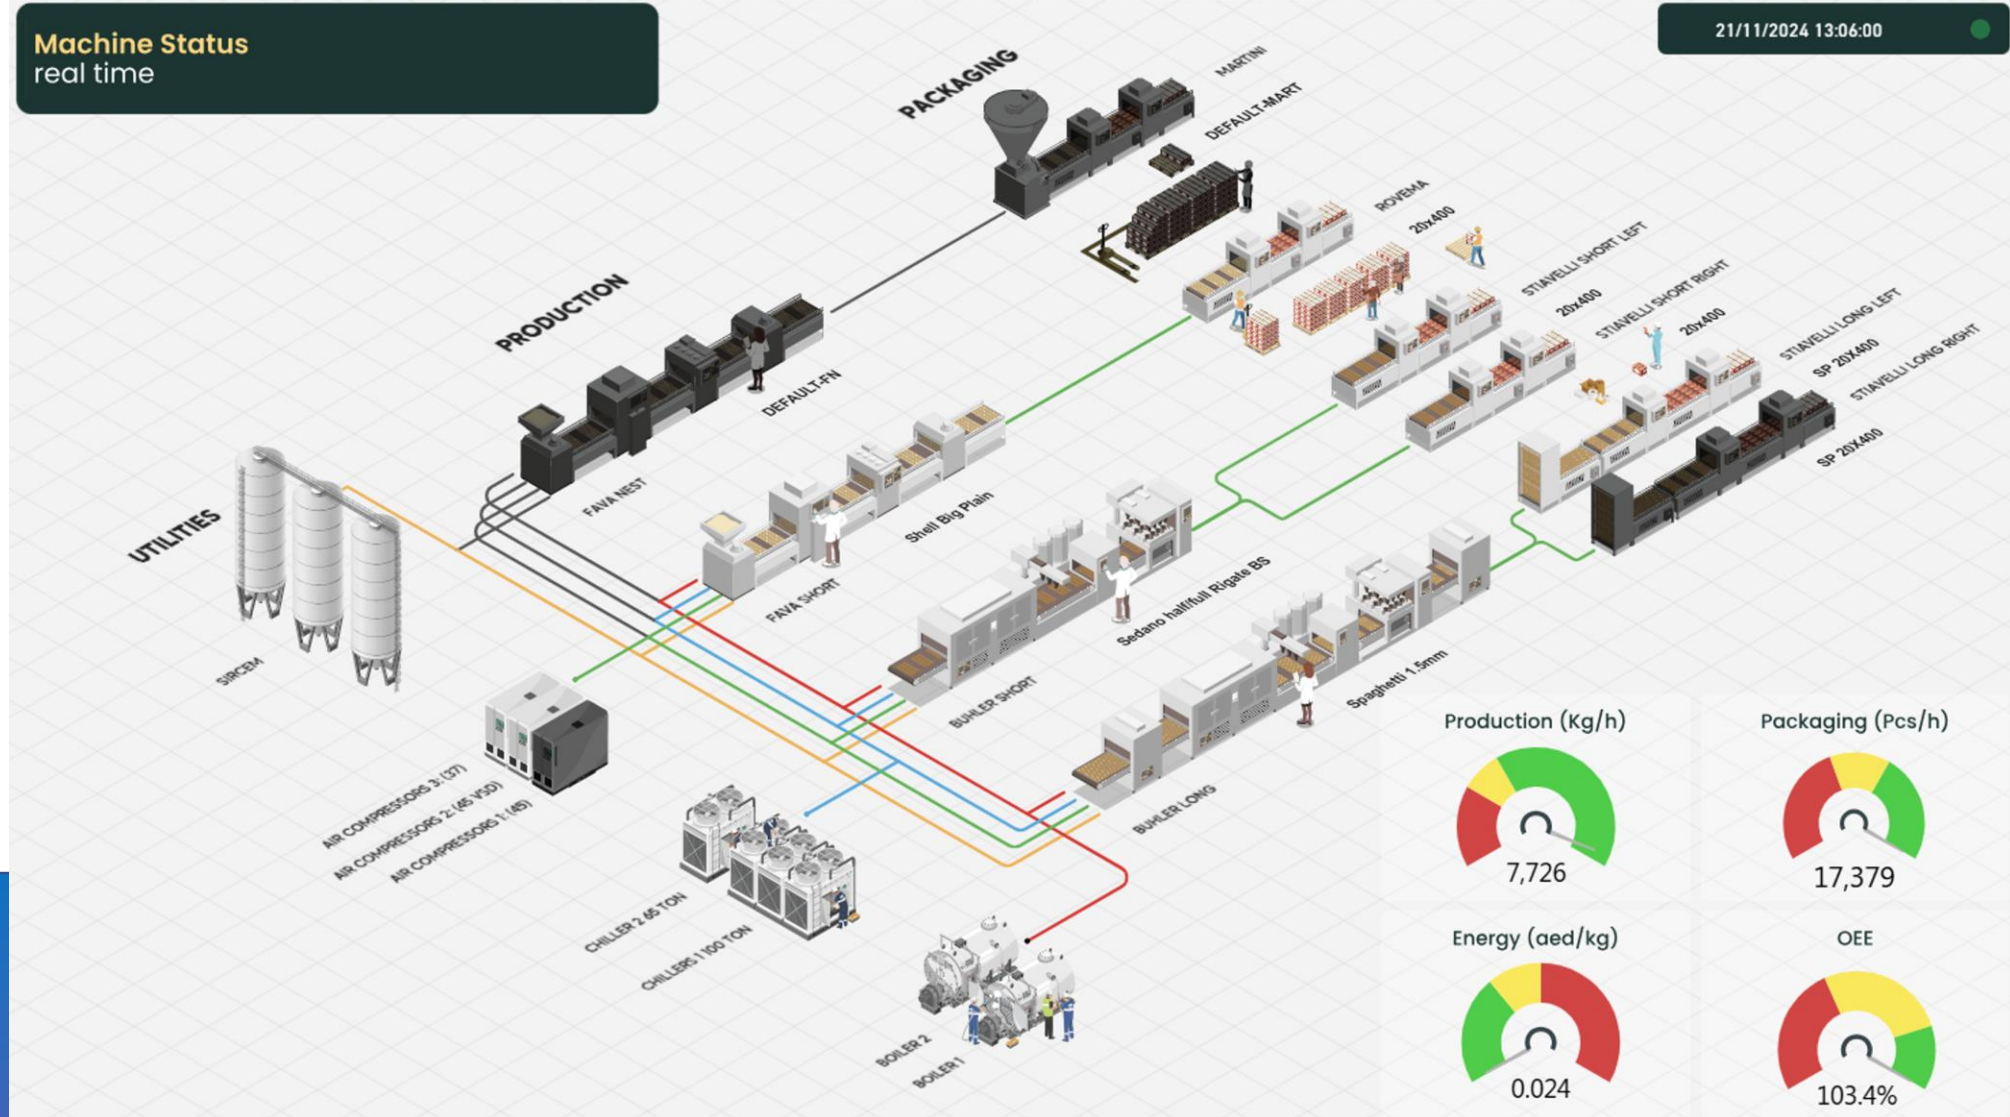 Machine Status
real time
21/11/2024 13:06:00
PACKAGING
MARTINI
DEFAULT-MART
ROVEMA
20x400
STIAVELLI SHORT LEFT
20x400
STIAVELLI SHORT RIGHT
20x400
STIAVELLI LONG LEFT
SP 20X400
STIAVELLI LONG RIGHT
SP 20X400
PRODUCTION
DEFAULT-FN
FAVA NEST
Shell Big Plain
FAVA SHORT
Sedano half/full Rigate BS
BUHLER SHORT
Spaghetti 1.5mm
BUHLER LONG
UTILITIES
SIRCEM
AIR COMPRESSORS 3: (37)
AIR COMPRESSORS 2: (45 VSD)
AIR COMPRESSORS 1: (45)
CHILLER 2 65 TON
CHILLERS 1 100 TON
BOILER 2
BOILER 1
Production (Kg/h)
7,726
Packaging (Pcs/h)
17,379
Energy (aed/kg)
0.024
OEE
103.4%